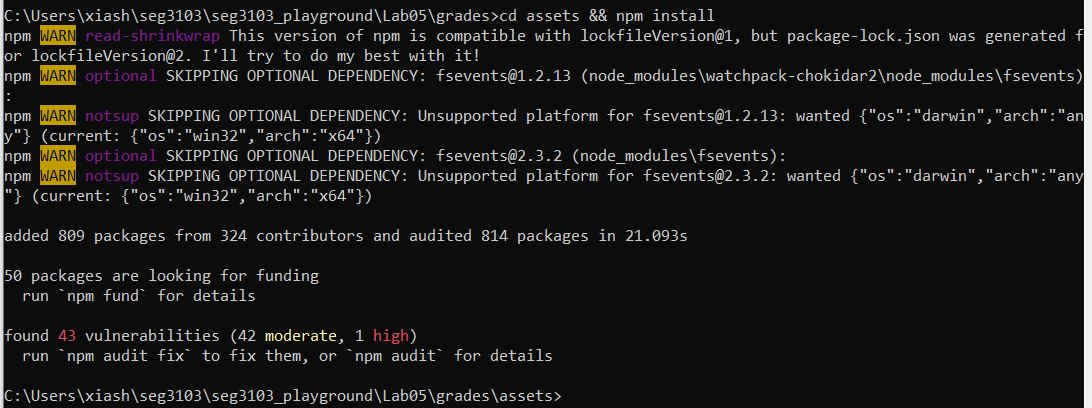 C:\Users\xiash\seg3103\seg3103_playground\Lab05\grades>cd assets && npm install
npm WARN read-shrinkwrap This version of npm is compatible with lockfileVersion@1, but package-lock.json was generated f
or lockfileVersion@2. I'll try to do my best with it!
npm WARN optional SKIPPING OPTIONAL DEPENDENCY: fsevents@1.2.13 (node_modules\watchpack-chokidar2\node_modules\fsevents)
:
npm WARN notsup SKIPPING OPTIONAL DEPENDENCY: Unsupported platform for fsevents@1.2.13: wanted {"os":"darwin","arch":"an
y"} (current: {"os":"win32","arch":"x64"})
npm WARN optional SKIPPING OPTIONAL DEPENDENCY: fsevents@2.3.2 (node_modules\fsevents):
npm WARN notsup SKIPPING OPTIONAL DEPENDENCY: Unsupported platform for fsevents@2.3.2: wanted {"os":"darwin","arch":"any
"} (current: {"os":"win32","arch":"x64"})
added 809 packages from 324 contributors and audited 814 packages in 21.093s
50 packages are looking for funding
run `npm fund` for details
found 43 vulnerabilities (42 moderate, 1 high)
run `npm audit fix` to fix them, or `npm audit` for details
C:\Users\xiash\seg3103\seg3103_playground\Lab05\grades\assets>